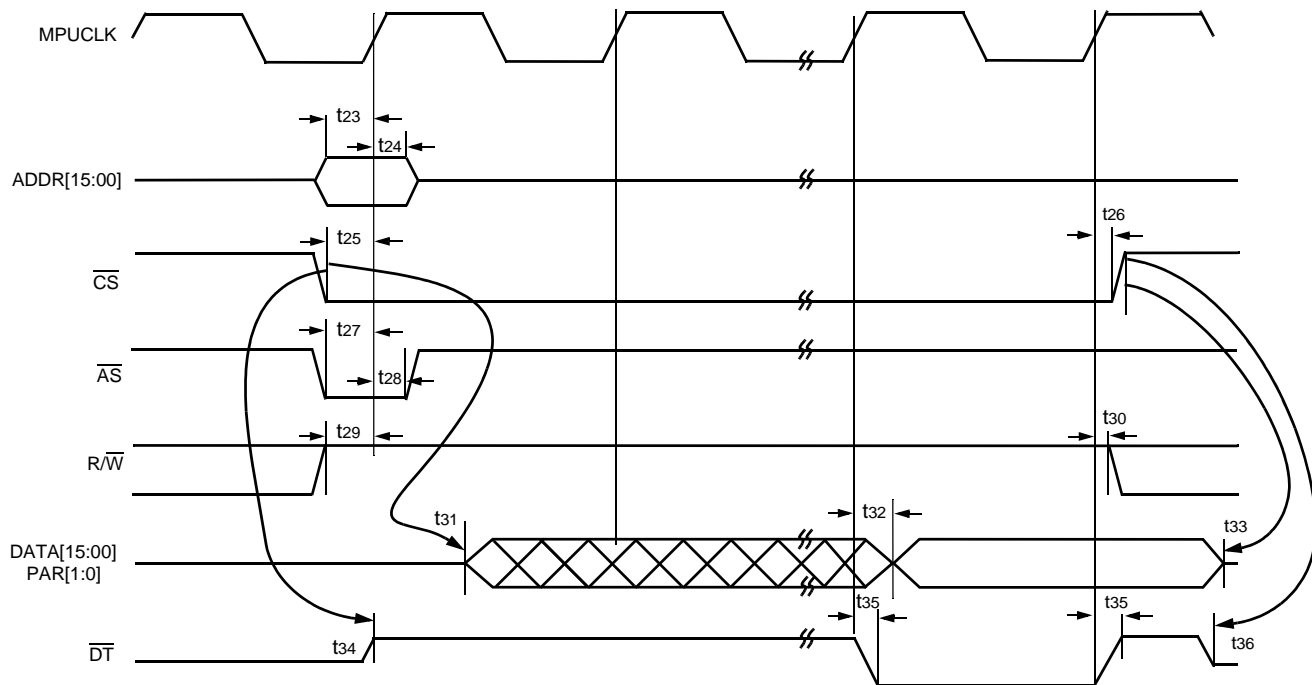 MPUCLK
t23
t24
ADDR[15:00]
t26
t25
CS
t27
AS
t28
t29
t30
R/W
t31
t32
t33
DATA[15:00]
PAR[1:0]
t35
t35
t34
t36
DT